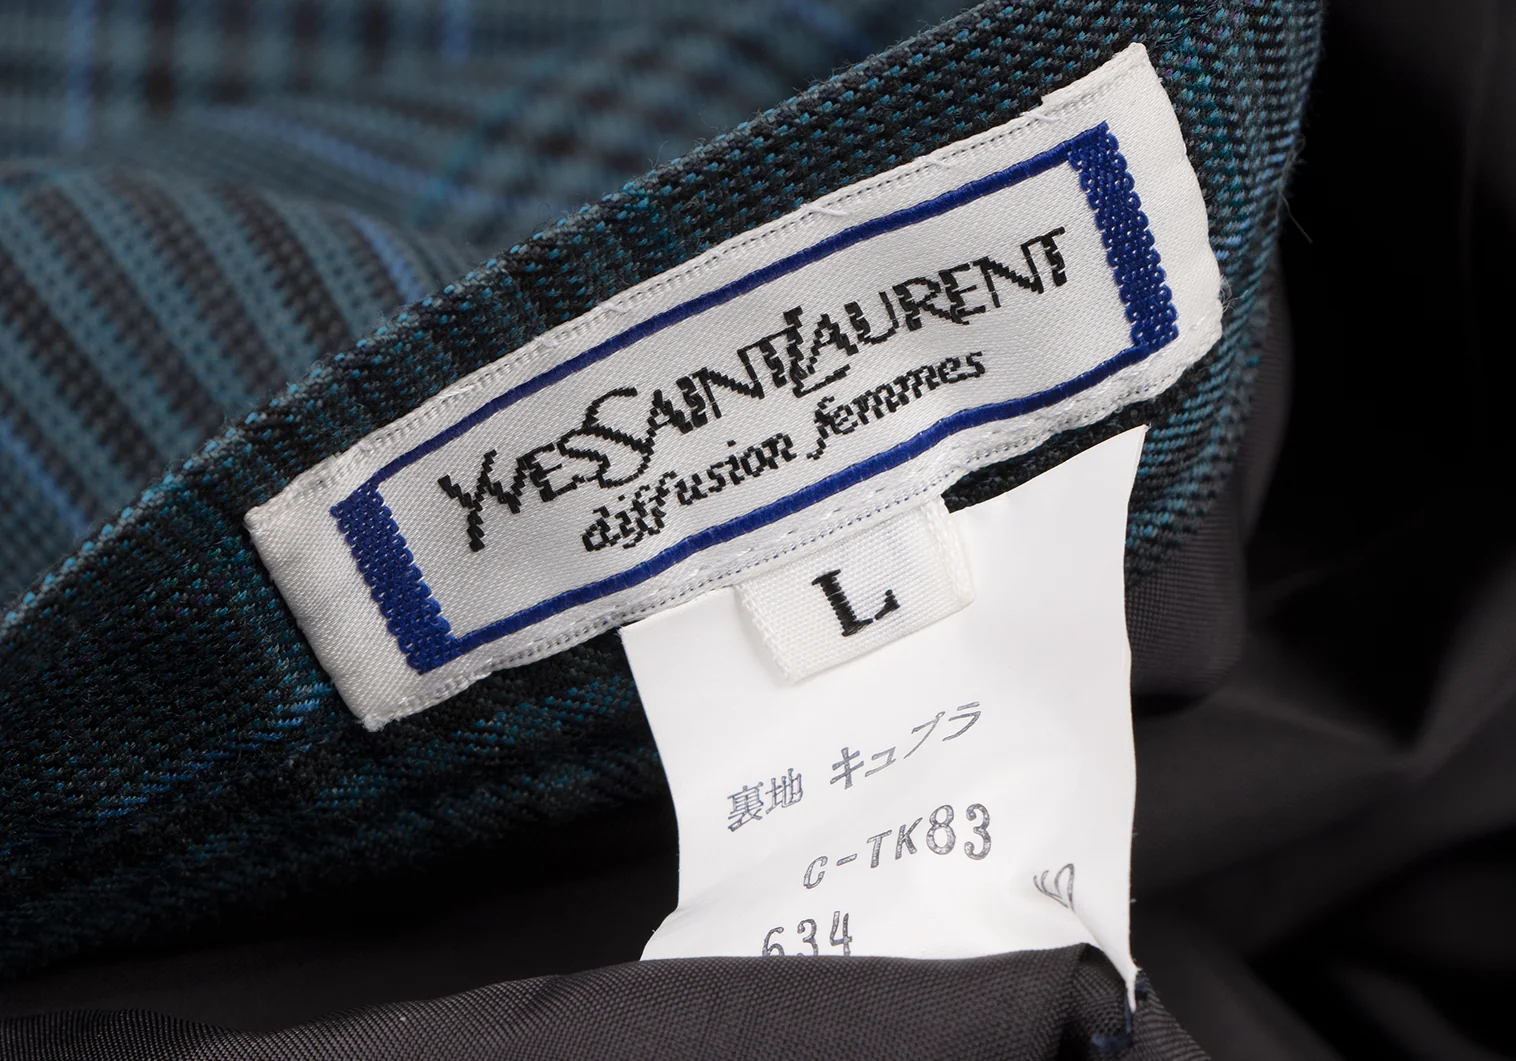 YVESSAINTLAURENT
diffusion femmes
L
裏地 キュプラ
C-TK83
634